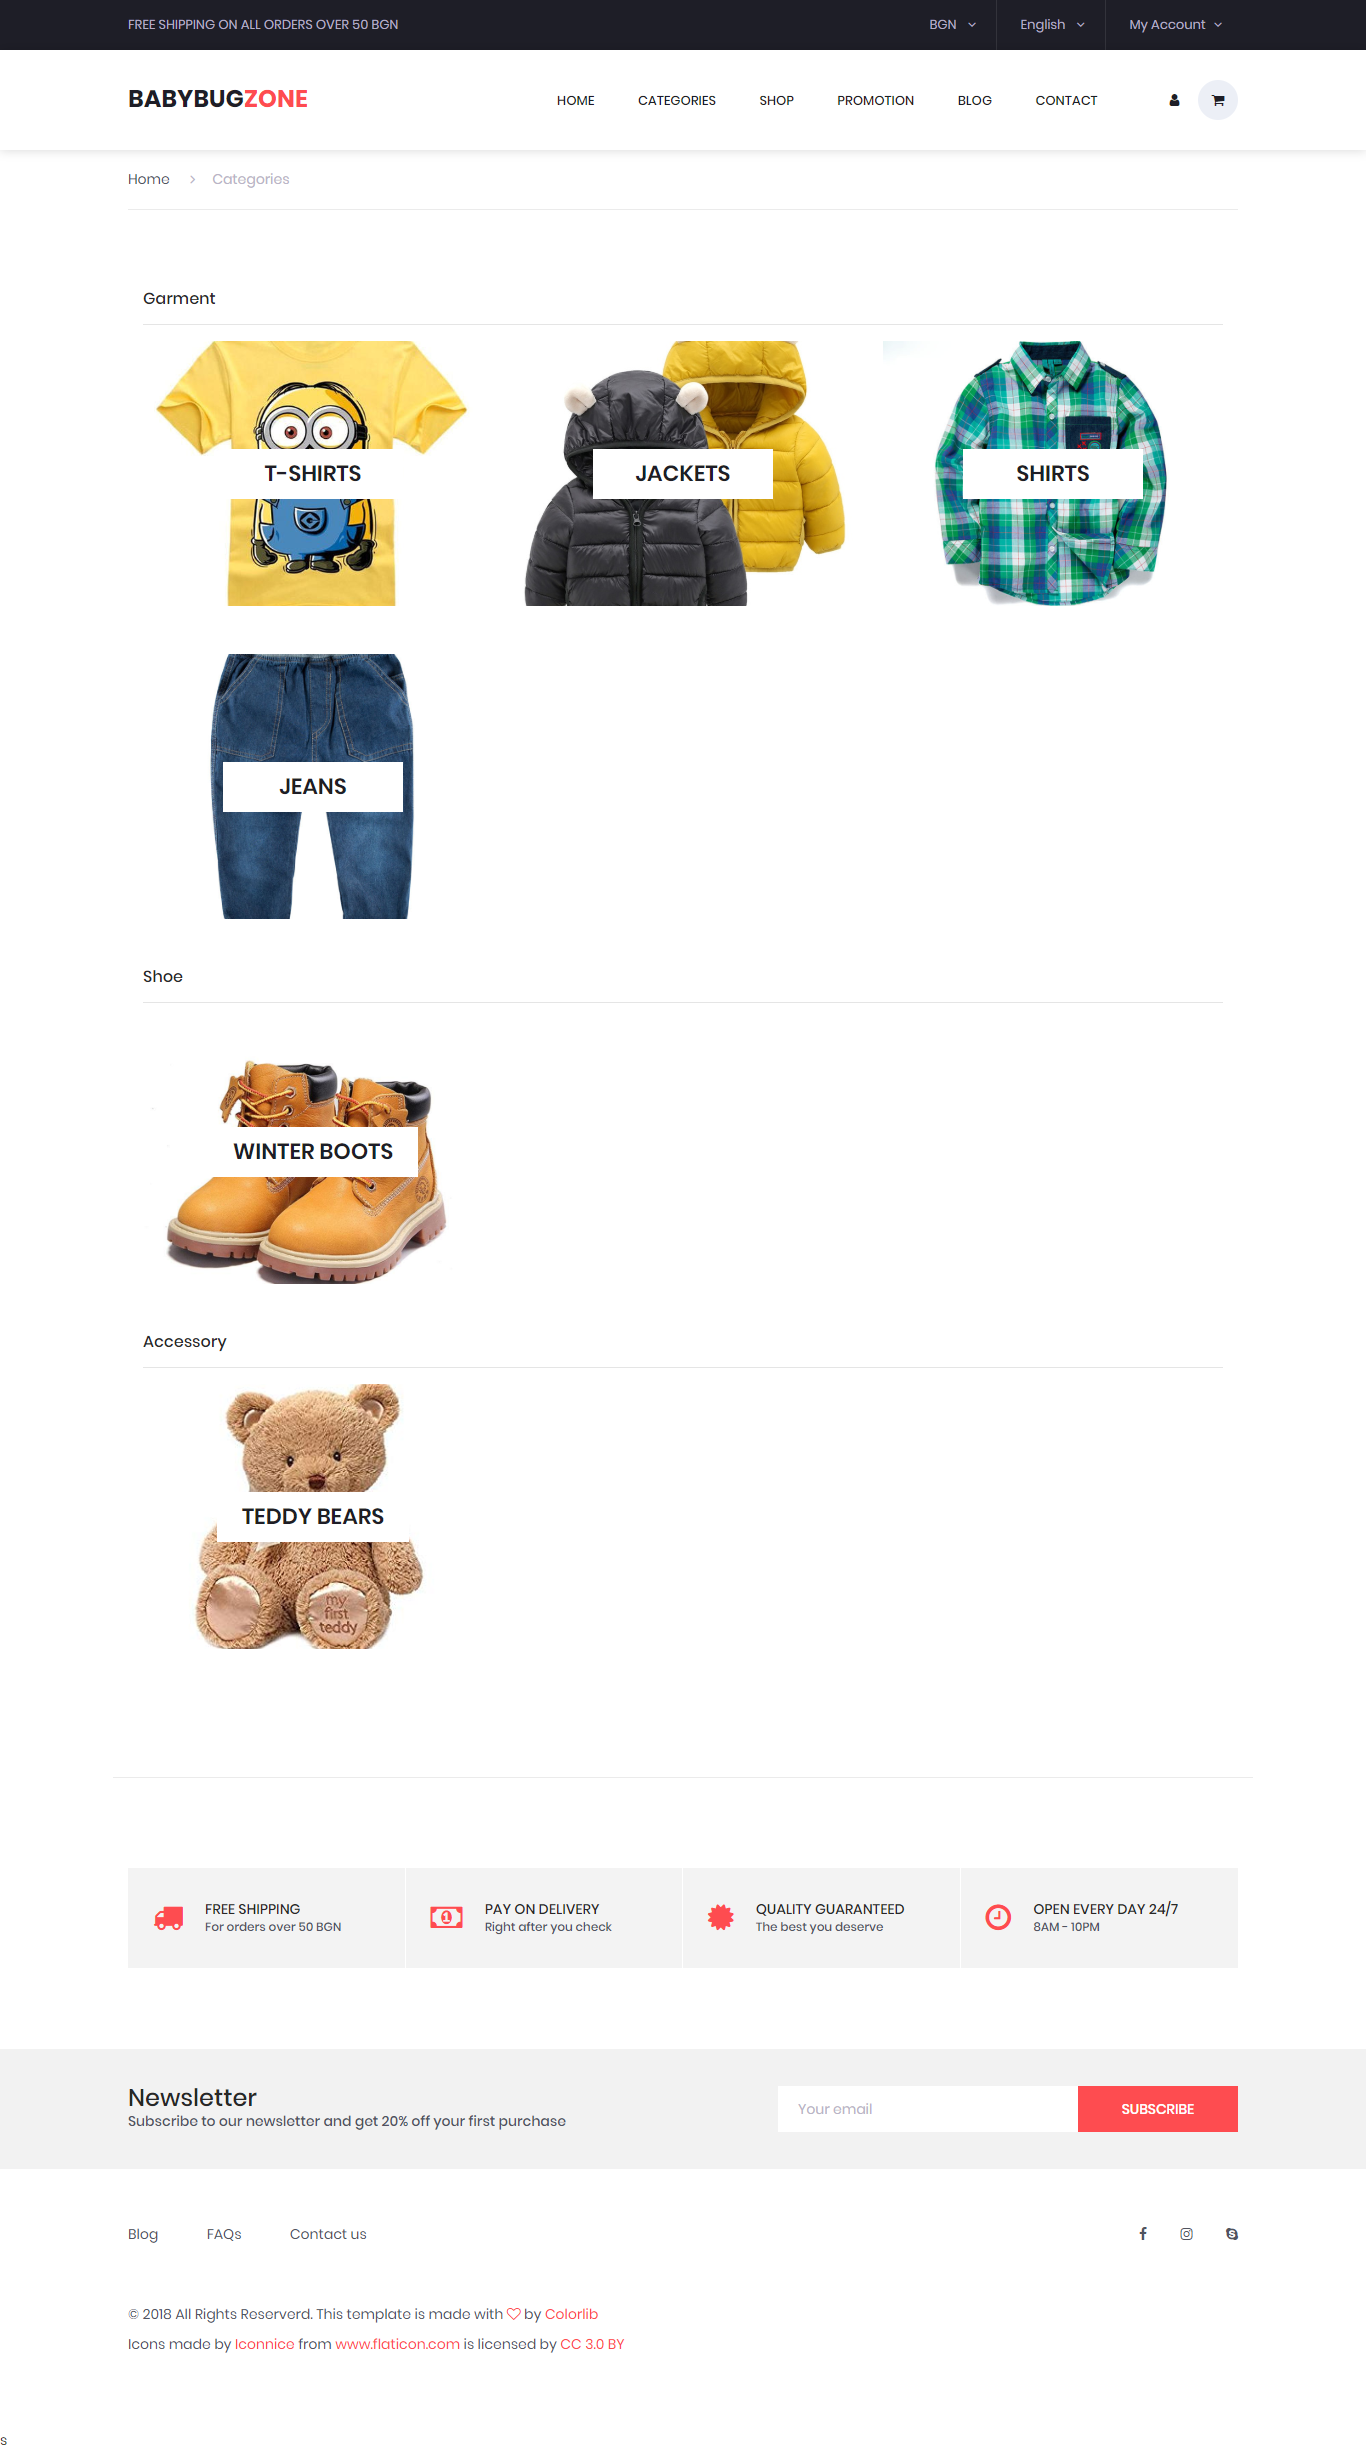 FREE SHIPPING ON ALL ORDERS OVER 50 BGN
BGN English My Account
BABYBUGZONE
HOME CATEGORIES SHOP PROMOTION BLOG CONTACT
Home Categories
Garment
T-SHIRTS JACKETS SHIRTS
JEANS
Shoe
WINTER BOOTS
Accessory
TEDDY BEARS
my
first
teddy
FREE SHIPPING
For orders over 50 BGN
PAY ON DELIVERY
Right after you check
QUALITY GUARANTEED
The best you deserve
OPEN EVERY DAY 24/7
8AM - 10PM
Newsletter
Subscribe to our newsletter and get 20% off your first purchase
Your email SUBSCRIBE
Blog FAQs Contact us
© 2018 All Rights Reserverd. This template is made with ♡ by Colorlib
Icons made by Iconnice from www.flaticon.com is licensed by CC 3.0 BY
s